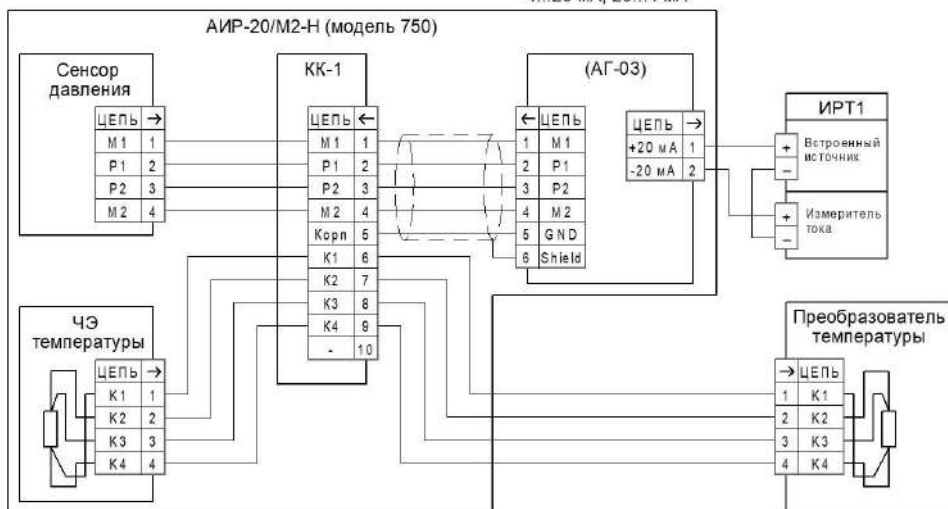 АИР-20/М2-Н (модель 750)
Сенсор
давления
ЦЕПЬ →
М1 1
Р1 2
Р2 3
М2 4
КК-1
ЦЕПЬ ←
М1 1
Р1 2
Р2 3
М2 4
Корп 5
К1 6
К2 7
К3 8
К4 9
- 10
(АГ-03)
← ЦЕПЬ
1 М1
2 Р1
3 Р2
4 М2
5 GND
6 Shield
ЦЕПЬ →
+20 мА 1
-20 мА 2
ИРТ1
+ Встроенный
источник
−
+ Измеритель
тока
−
ЧЭ
температуры
ЦЕПЬ →
К1 1
К2 2
К3 3
К4 4
Преобразователь
температуры
→ ЦЕПЬ
1 К1
2 К2
3 К3
4 К4